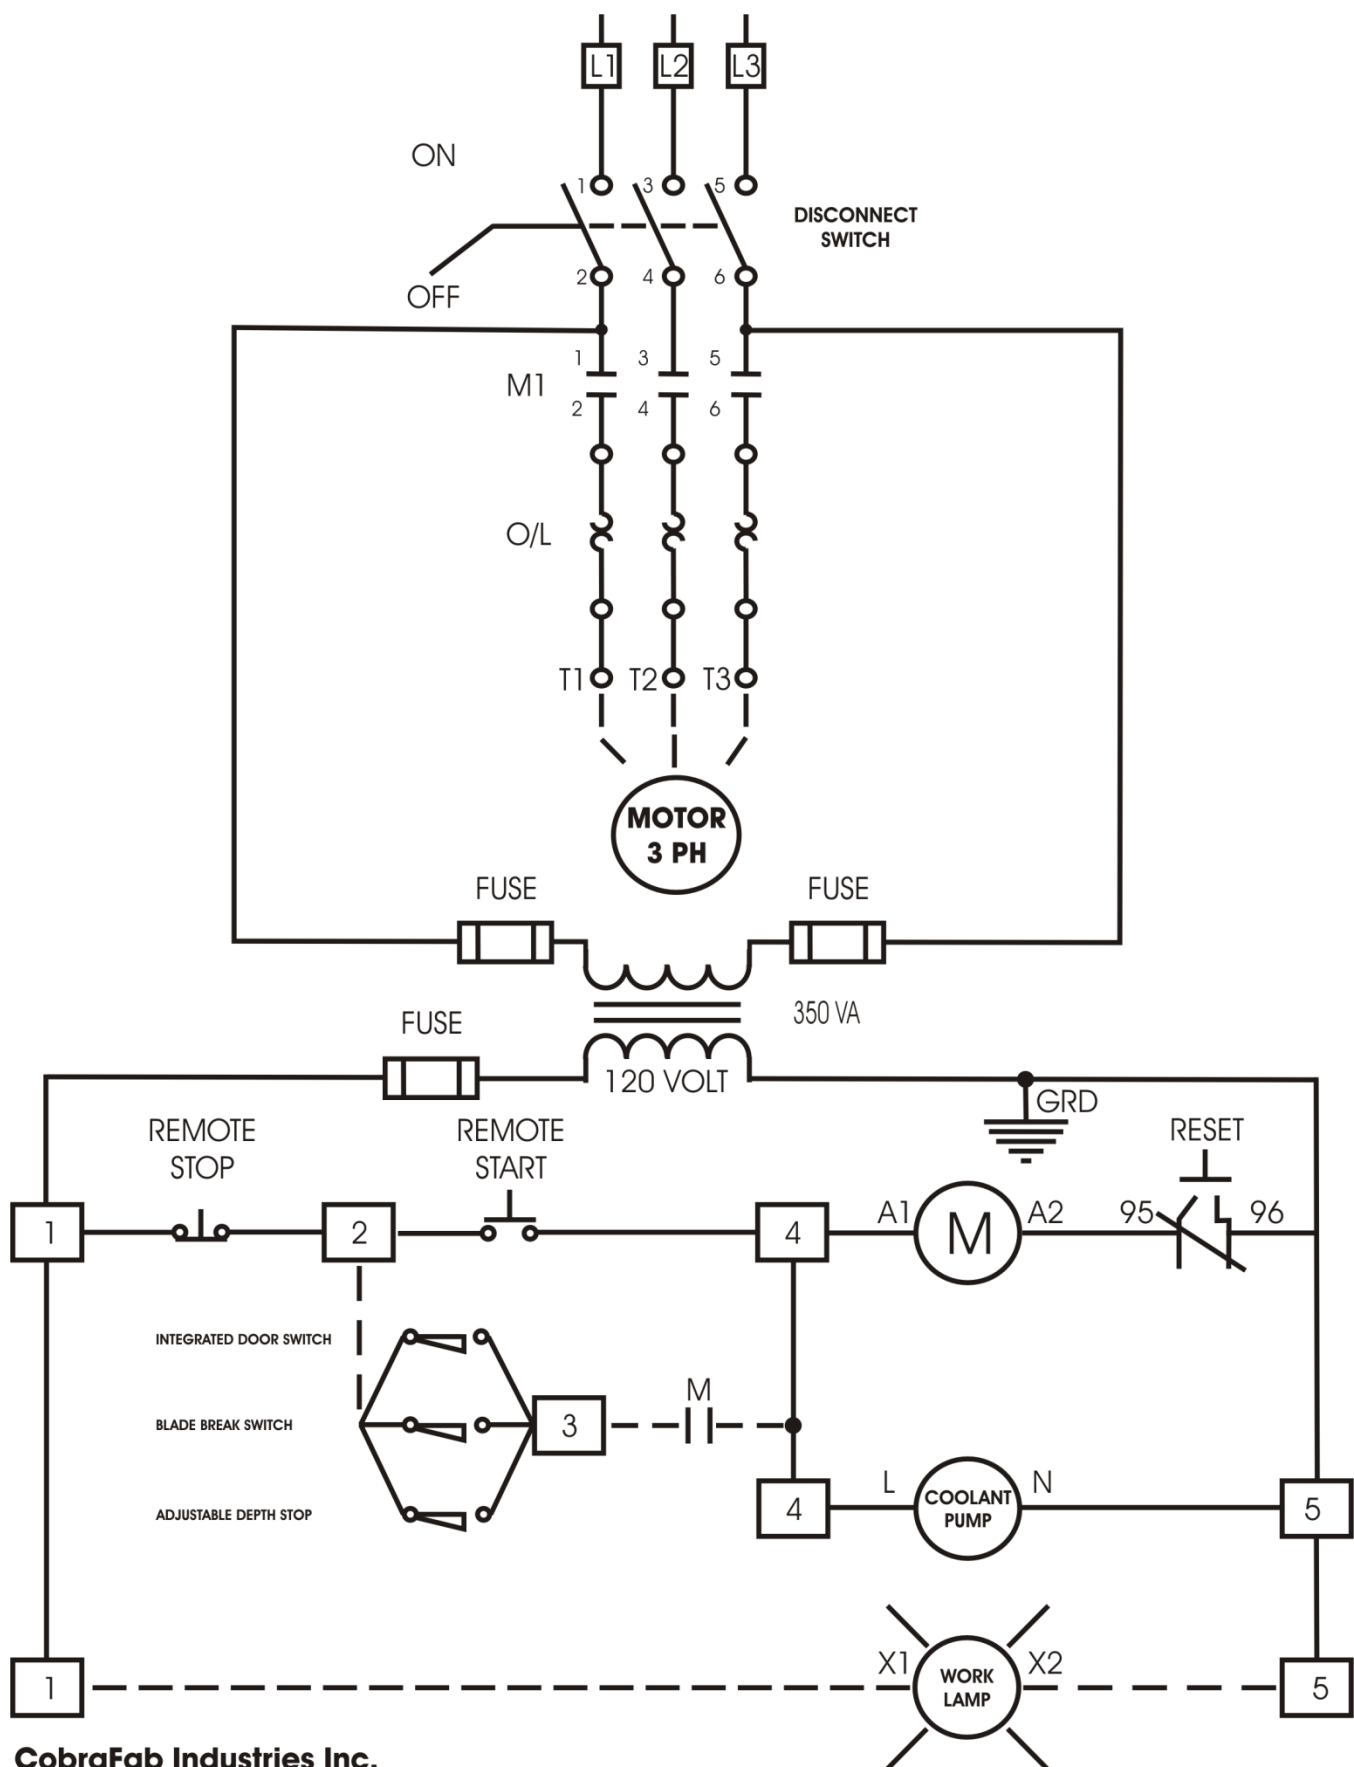 L1 L2 L3
ON
1 3 5
DISCONNECT
SWITCH
2 4 6
OFF
1 3 5
M1
2 4 6
O/L
T1 T2 T3
MOTOR
3 PH
FUSE FUSE
350 VA
FUSE
120 VOLT
GRD
REMOTE
STOP
REMOTE
START
RESET
1 2 4 A1 M A2 95 96
INTEGRATED DOOR SWITCH
M
BLADE BREAK SWITCH
3
L N
COOLANT
PUMP
4 5
ADJUSTABLE DEPTH STOP
X1 X2
WORK
LAMP
1 5
CobraFab Industries Inc.